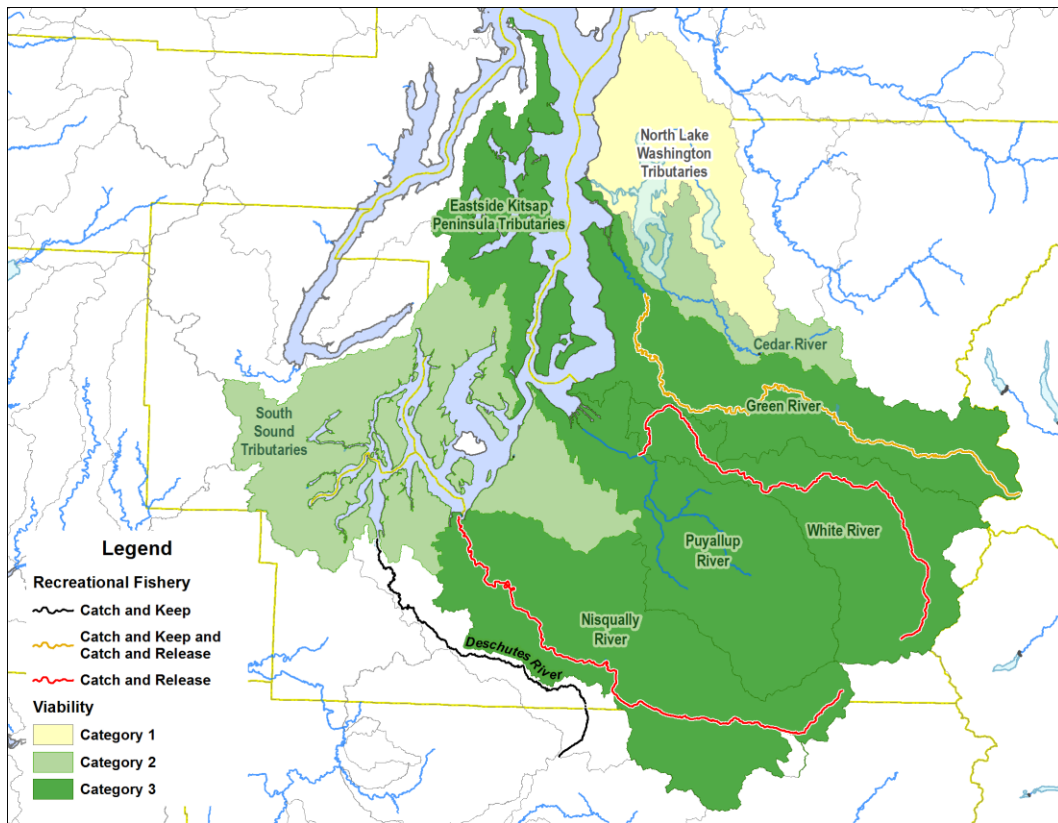 North Lake
Washington
Tributaries
Eastside Kitsap
Peninsula Tributaries
Cedar River
Green River
South
Sound
Tributaries
White River
Puyallup
River
Nisqually
River
Deschutes River
Legend
Recreational Fishery
Catch and Keep
Catch and Keep and
Catch and Release
Catch and Release
Viability
Category 1
Category 2
Category 3